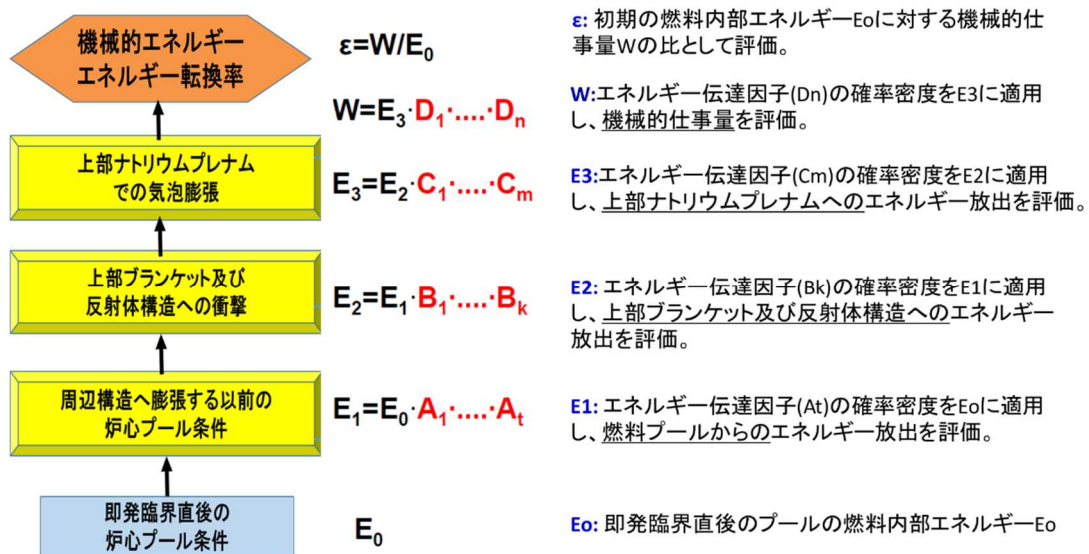 機械的エネルギー
エネルギー転換率
ε=W/E₀
ε: 初期の燃料内部エネルギーEoに対する機械的仕
事量Wの比として評価。
W=E₃·D₁·....·Dₙ
W:エネルギー伝達因子(Dn)の確率密度をE3に適用
し、機械的仕事量を評価。
上部ナトリウムプレナム
での気泡膨張
E₃=E₂·C₁·....·Cₘ
E3:エネルギー伝達因子(Cm)の確率密度をE2に適用
し、上部ナトリウムプレナムへのエネルギー放出を評価。
上部ブランケット及び
反射体構造への衝撃
E₂=E₁·B₁·....·Bₖ
E2: エネルギー伝達因子(Bk)の確率密度をE1に適用
し、上部ブランケット及び反射体構造へのエネルギー
放出を評価。
周辺構造へ膨張する以前の
炉心プール条件
E₁=E₀·A₁·....·Aₜ
E1: エネルギー伝達因子(At)の確率密度をEoに適用
し、燃料プールからのエネルギー放出を評価。
即発臨界直後の
炉心プール条件
E₀
Eo: 即発臨界直後のプールの燃料内部エネルギーEo